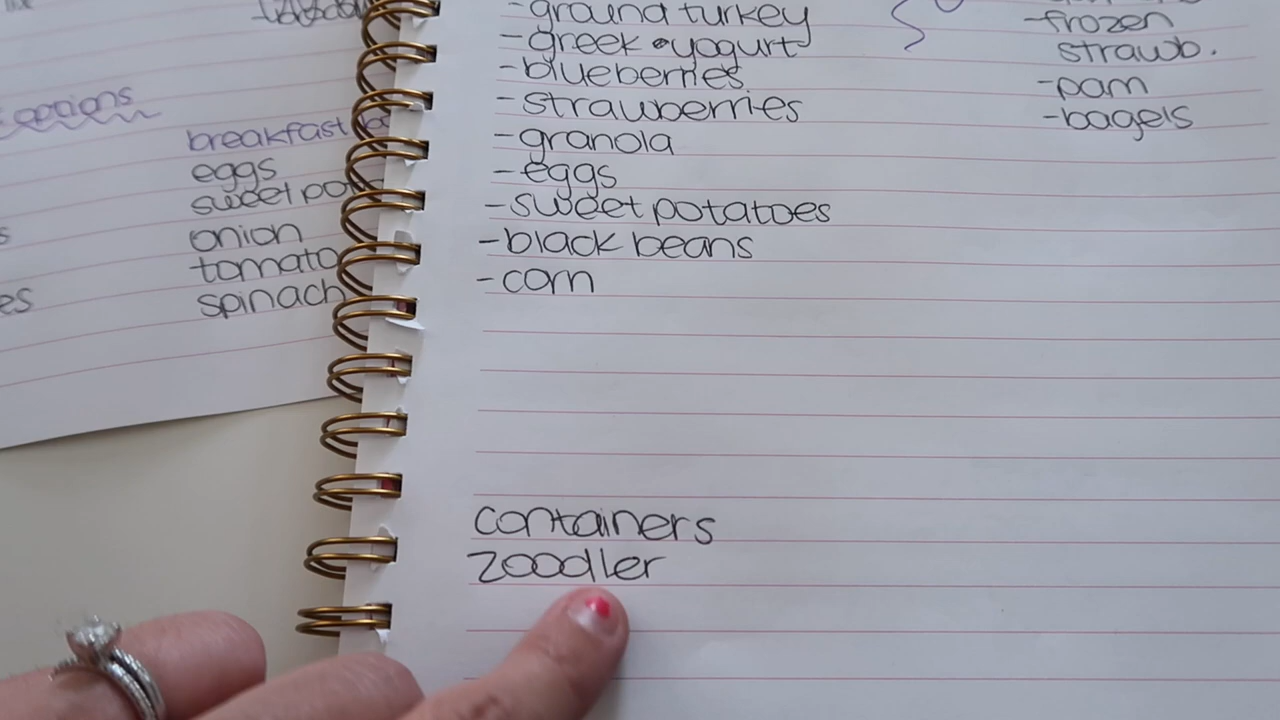 options
breakfast
eggs
sweet
onion
tomato
spinach
-ground turkey
-greek yogurt
-blueberries
-strawberries
-granola
-eggs
-sweet potatoes
-black beans
-corn
containers
zoodler
-frozen
strawb.
-pam
-bagels